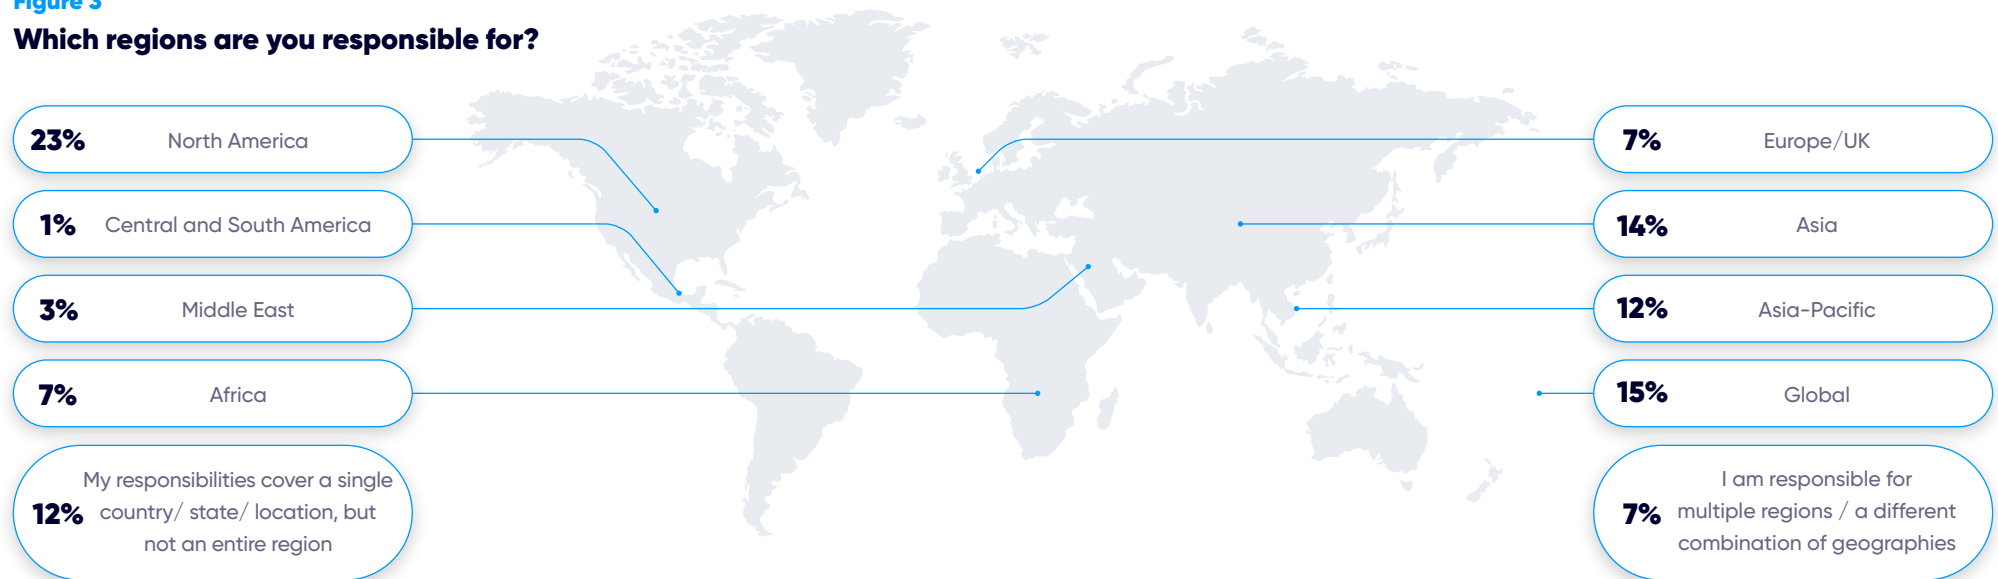 Figure 3
Which regions are you responsible for?
23% North America
1% Central and South America
3% Middle East
7% Africa
12% My responsibilities cover a single
country/ state/ location, but
not an entire region
7% Europe/UK
14% Asia
12% Asia-Pacific
15% Global
7% I am responsible for
multiple regions / a different
combination of geographies